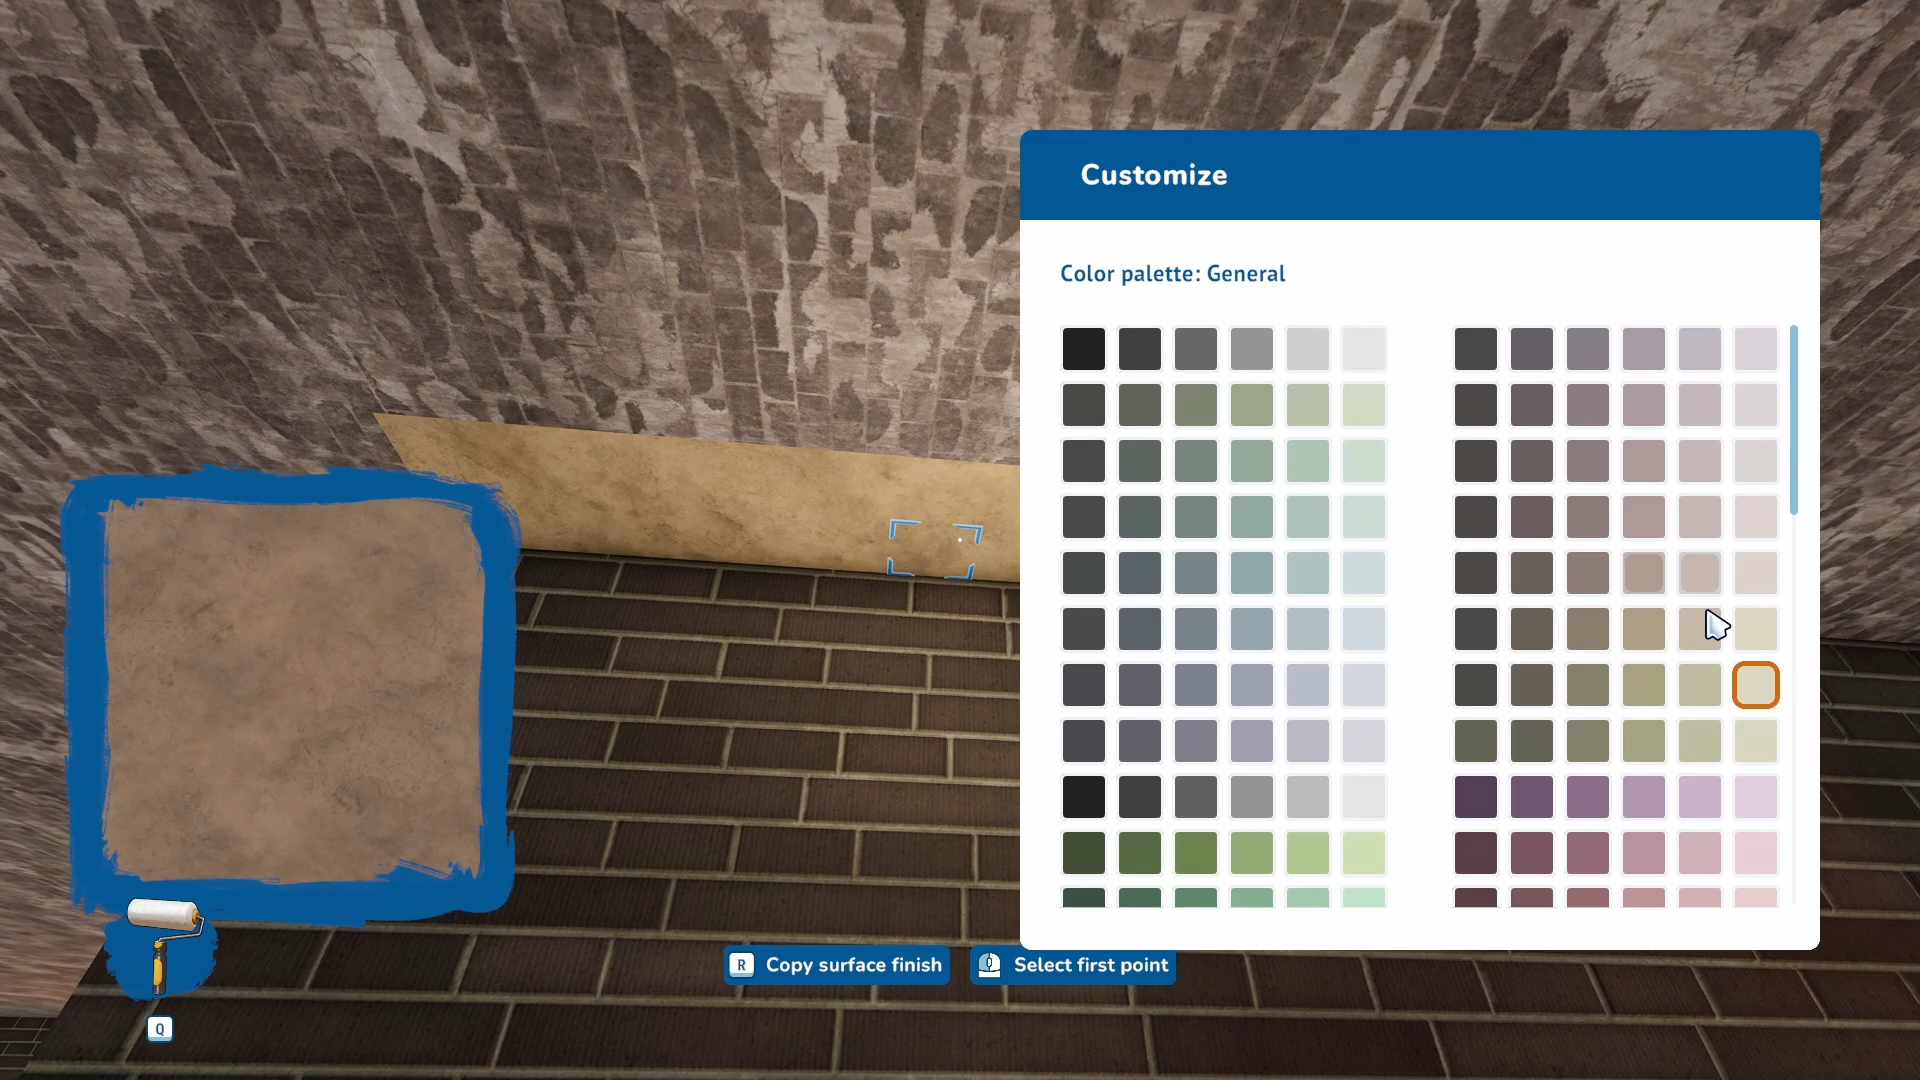 Customize
Color palette: General
R Copy surface finish
Select first point
Q